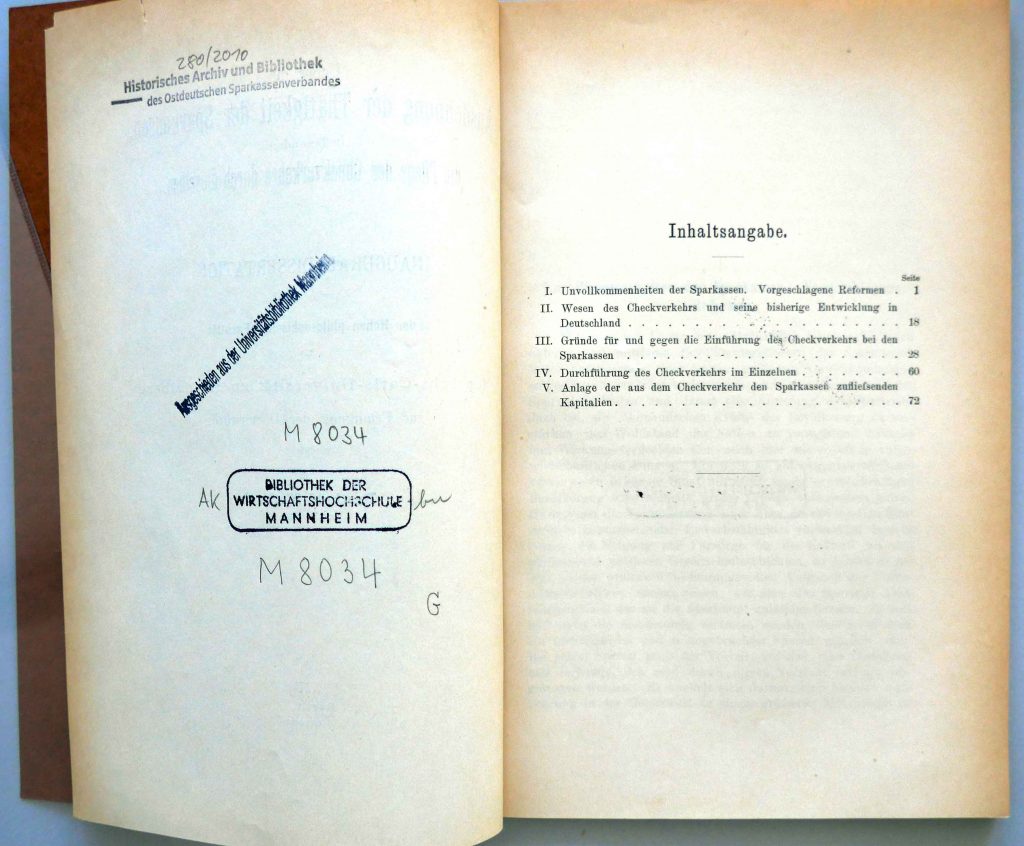 280/2010
Historisches Archiv und Bibliothek
des Ostdeutschen Sparkassenverbandes
Ausgeschieden aus der Universitätsbibliothek Mannheim
M 8034
AK
BIBLIOTHEK DER
WIRTSCHAFTSHOCHSCHULE
MANNHEIM
M 8034
G
Inhaltsangabe.
Seite
I. Unvollkommenheiten der Sparkassen. Vorgeschlagene Reformen . 1
II. Wesen des Checkverkehrs und seine bisherige Entwicklung in
Deutschland . . . . . . . . . . . . . . . . . . . 18
III. Gründe für und gegen die Einführung des Checkverkehrs bei den
Sparkassen . . . . . . . . . . . . . . . . . . . 28
IV. Durchführung des Checkverkehrs im Einzelnen . . . . . . . . 60
V. Anlage der aus dem Checkverkehr den Sparkassen zufliefsenden
Kapitalien . . . . . . . . . . . . . . . . . . . . 72